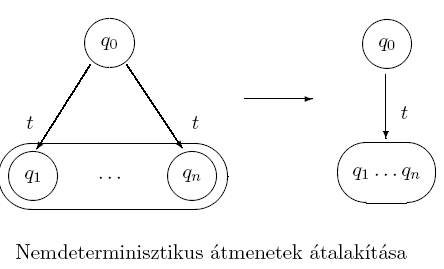 q₀ q₀
t t t
q₁ ... qₙ q₁ ... qₙ
Nemdeterminisztikus átmenetek átalakítása